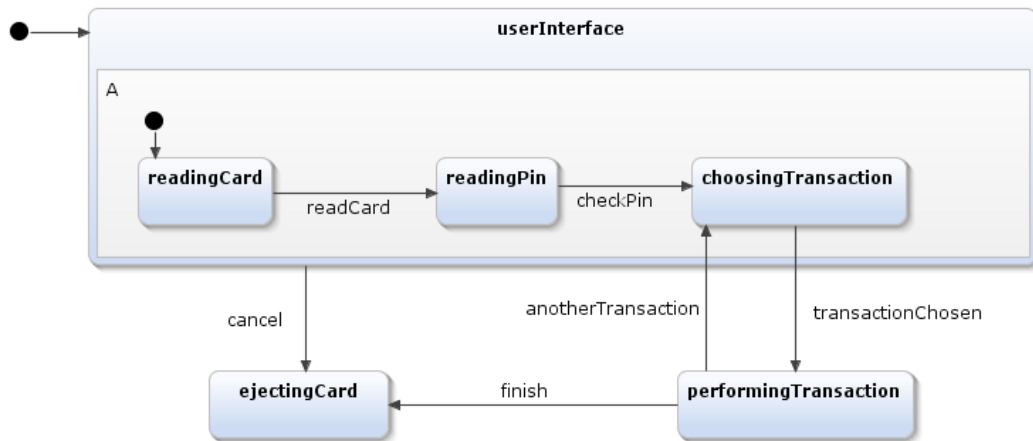 userInterface
A
readingCard
readingPin
choosingTransaction
readCard
checkPin
cancel
anotherTransaction
transactionChosen
ejectingCard
finish
performingTransaction